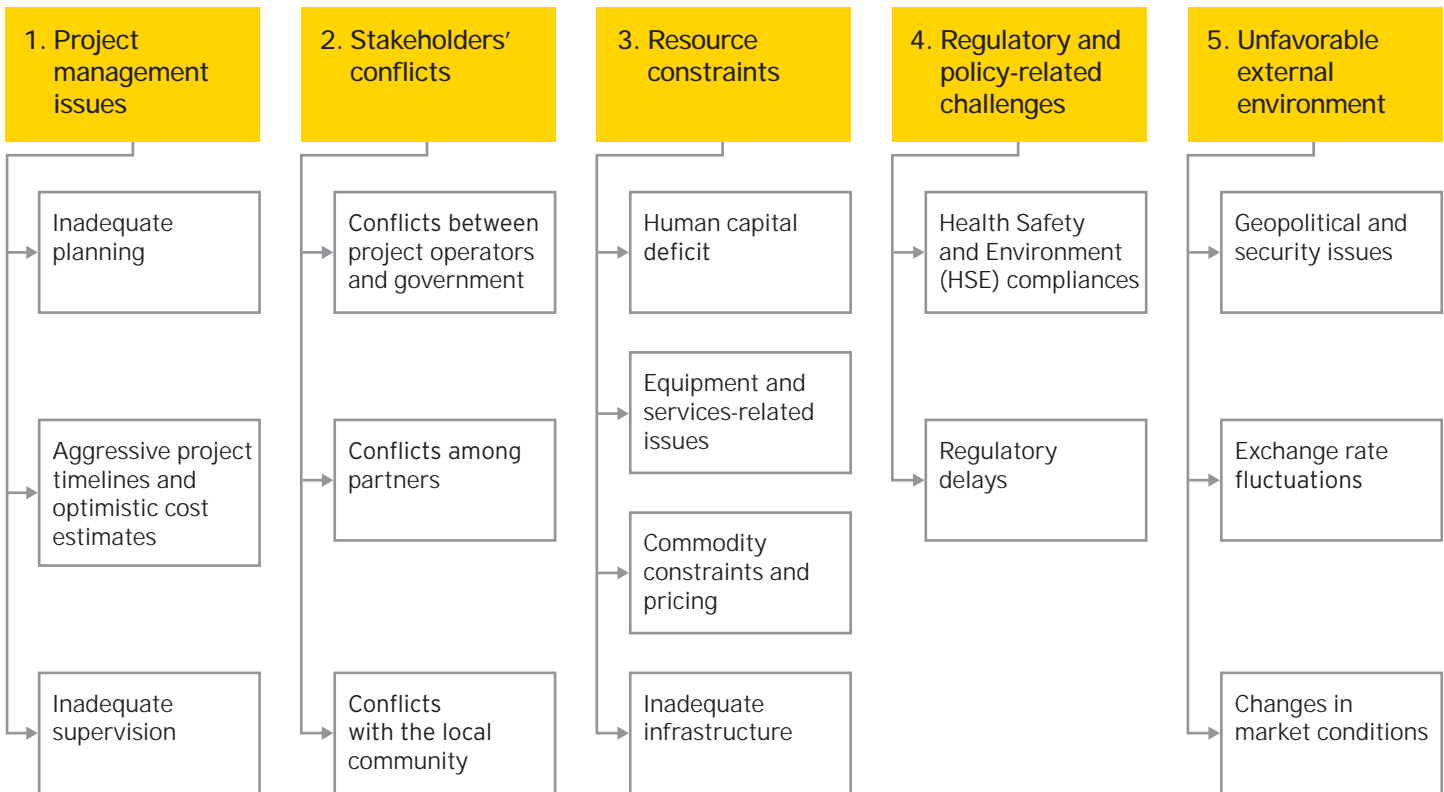 1. Project
management
issues
2. Stakeholders’
conflicts
3. Resource
constraints
4. Regulatory and
policy-related
challenges
5. Unfavorable
external
environment
Inadequate
planning
Aggressive project
timelines and
optimistic cost
estimates
Inadequate
supervision
Conflicts between
project operators
and government
Conflicts among
partners
Conflicts
with the local
community
Human capital
deficit
Equipment and
services-related
issues
Commodity
constraints and
pricing
Inadequate
infrastructure
Health Safety
and Environment
(HSE) compliances
Regulatory
delays
Geopolitical and
security issues
Exchange rate
fluctuations
Changes in
market conditions